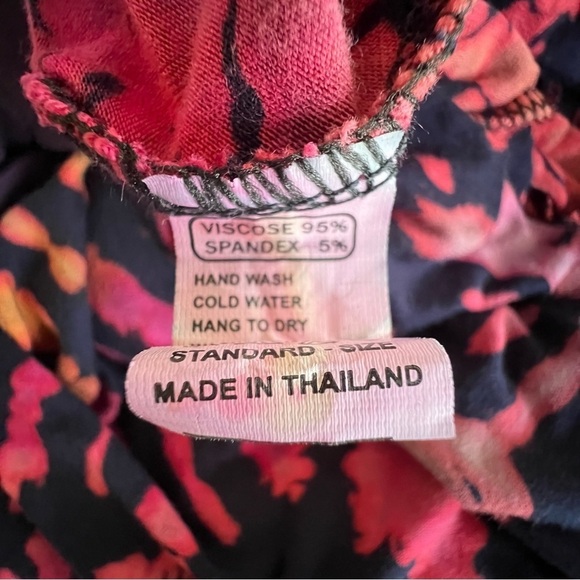 VISCOSE 95%
SPANDEX 5%
HAND WASH
COLD WATER
HANG TO DRY
STANDARD - SIZE
MADE IN THAILAND